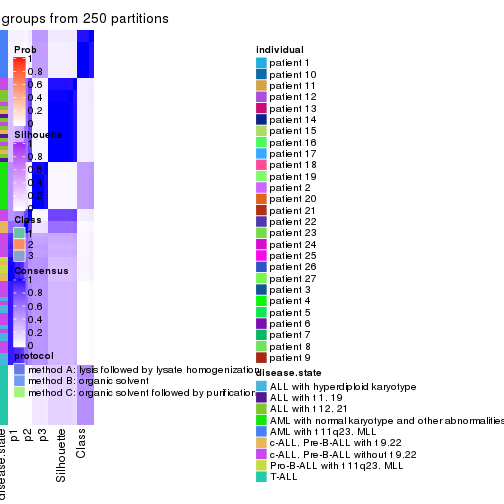 groups from 250 partitions
Prob
1
0.8
0.6
0.4
0.2
0
Silhouette
1
0.8
0.6
0.4
0.2
0
Class
1
2
3
Consensus
1
0.8
0.6
0.4
0.2
0
protocol
method A: lysis followed by lysate homogenization
method B: organic solvent
method C: organic solvent followed by purification
disease.state
p1
p2
p3
Silhouette
Class
individual
patient 1
patient 10
patient 11
patient 12
patient 13
patient 14
patient 15
patient 16
patient 17
patient 18
patient 19
patient 2
patient 20
patient 21
patient 22
patient 23
patient 24
patient 25
patient 26
patient 27
patient 3
patient 4
patient 5
patient 6
patient 7
patient 8
patient 9
disease.state
ALL with hyperdiploid karyotype
ALL with t1. 19
ALL with t12. 21
AML with normal karyotype and other abnormalities
AML with t11q23. MLL
c-ALL. Pre-B-ALL with t9.22
c-ALL. Pre-B-ALL without t9.22
Pro-B-ALL with t11q23. MLL
T-ALL